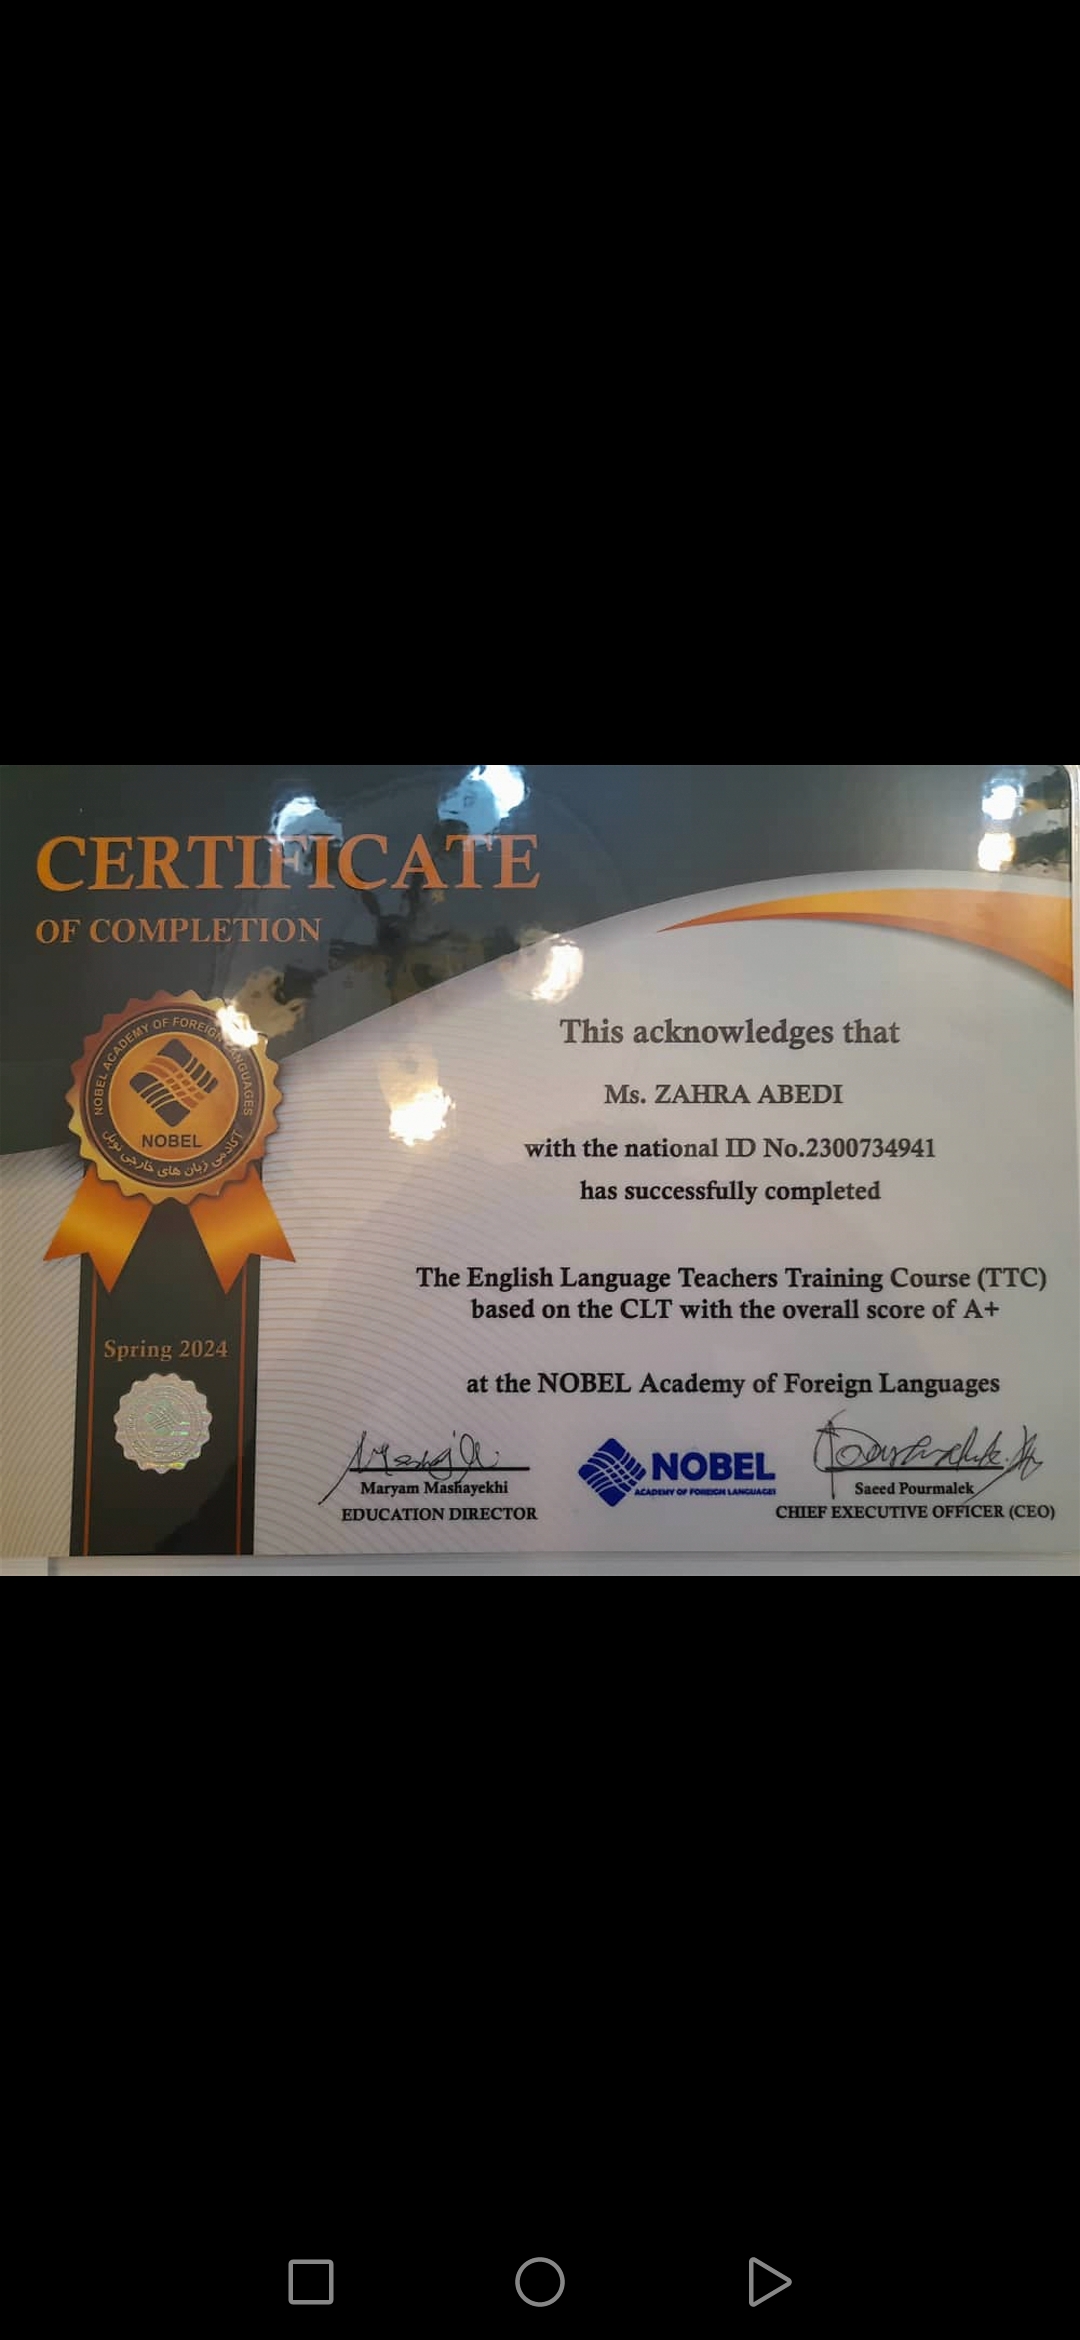 CERTIFICATE
OF COMPLETION
NOBEL ACADEMY OF FOREIGN LANGUAGES
NOBEL
آکادمی زبان های خارجی نوبل
This acknowledges that
Ms. ZAHRA ABEDI
with the national ID No.2300734941
has successfully completed
The English Language Teachers Training Course (TTC)
based on the CLT with the overall score of A+
at the NOBEL Academy of Foreign Languages
Spring 2024
Maryam Mashayekhi
EDUCATION DIRECTOR
NOBEL
ACADEMY OF FOREIGN LANGUAGES
Saeed Pourmalek
CHIEF EXECUTIVE OFFICER (CEO)